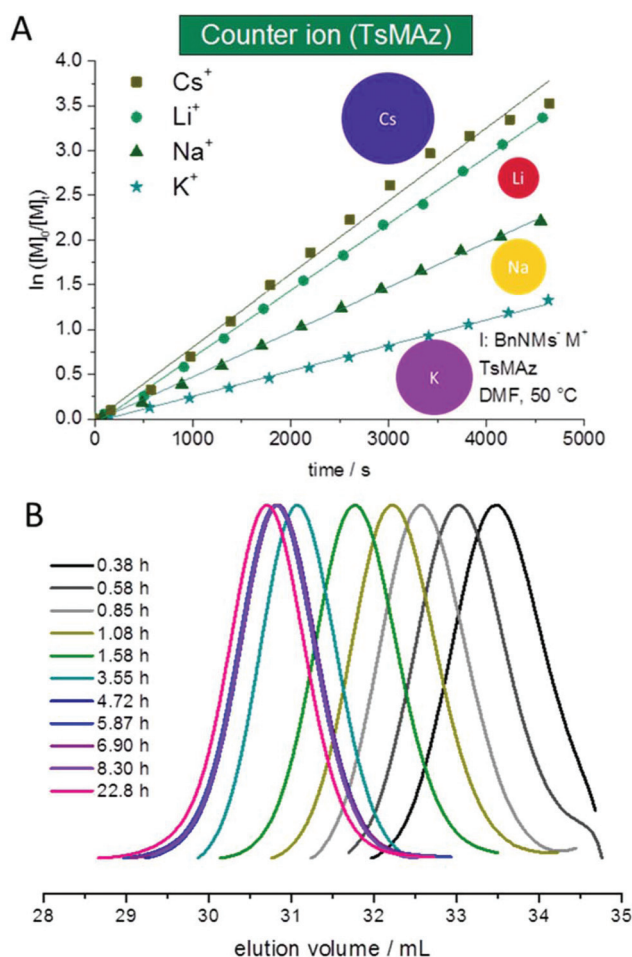 A
Counter ion (TsMAz)
4.0
3.5
3.0
2.5
2.0
1.5
1.0
0.5
0.0
ln ([M]₀/[M]ₜ)
Cs⁺
Li⁺
Na⁺
K⁺
Cs
Li
Na
K
I: BnNMs⁻ M⁺
TsMAz
DMF, 50 °C
0 1000 2000 3000 4000 5000
time / s
B
0.38 h
0.58 h
0.85 h
1.08 h
1.58 h
3.55 h
4.72 h
5.87 h
6.90 h
8.30 h
22.8 h
28 29 30 31 32 33 34 35
elution volume / mL